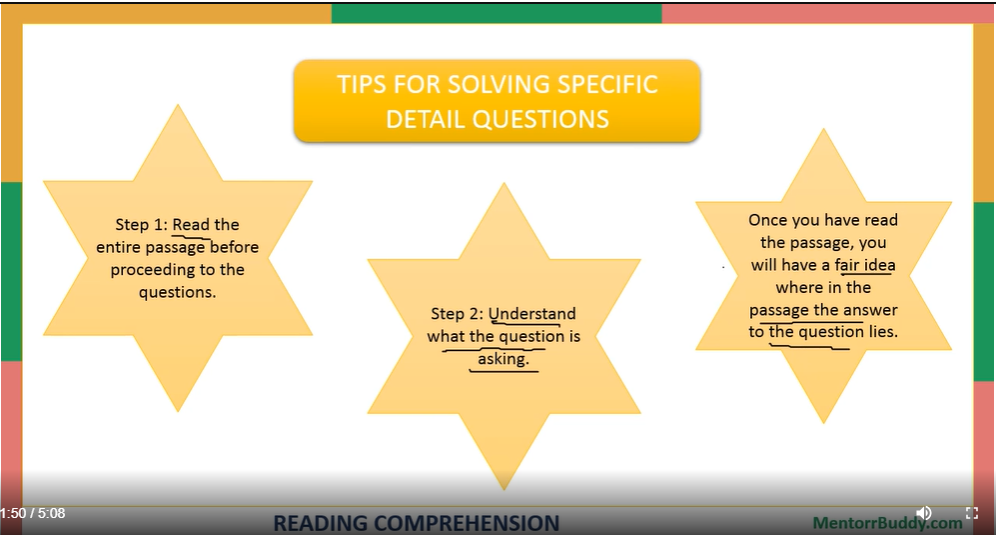 TIPS FOR SOLVING SPECIFIC
DETAIL QUESTIONS
Step 1: Read the
entire passage before
proceeding to the
questions.
Step 2: Understand
what the question is
asking.
Once you have read
the passage, you
will have a fair idea
where in the
passage the answer
to the question lies.
1:50 / 5:08
READING COMPREHENSION
MentorrBuddy.com